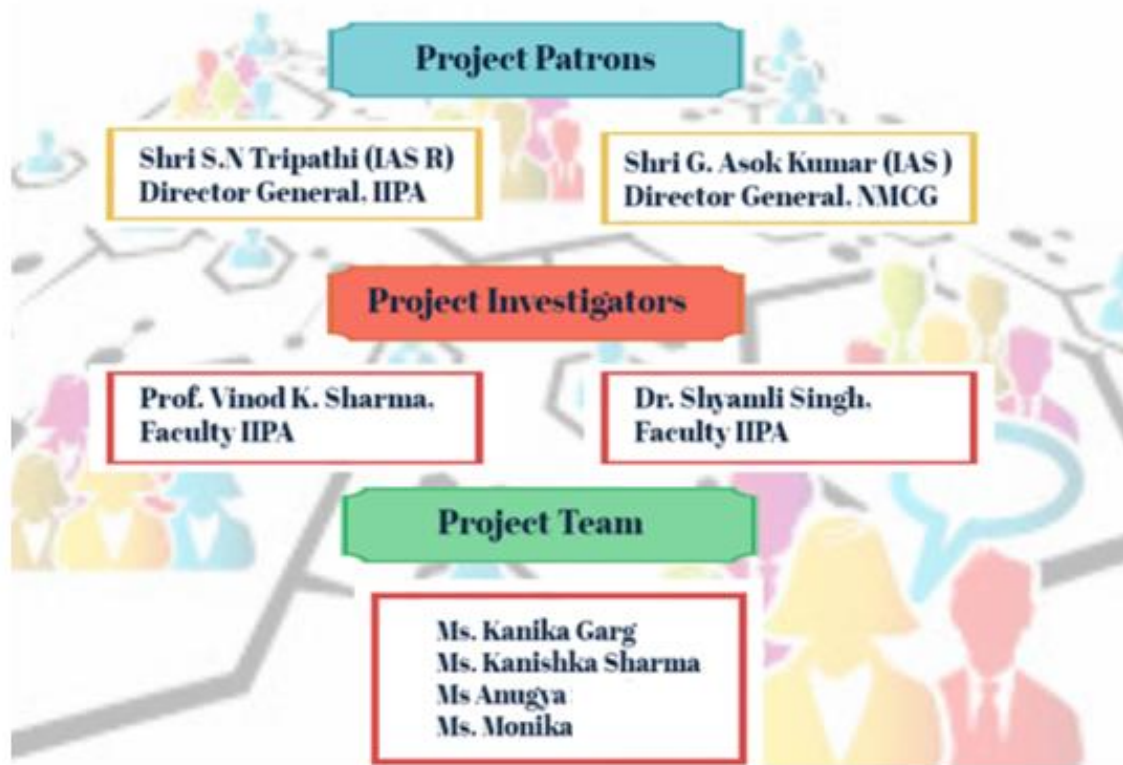 Project Patrons
Shri S.N Tripathi (IAS R)
Director General, IIPA
Shri G. Asok Kumar (IAS )
Director General, NMCG
Project Investigators
Prof. Vinod K. Sharma,
Faculty IIPA
Dr. Shyamli Singh,
Faculty IIPA
Project Team
Ms. Kanika Garg
Ms. Kanishka Sharma
Ms Anugya
Ms. Monika